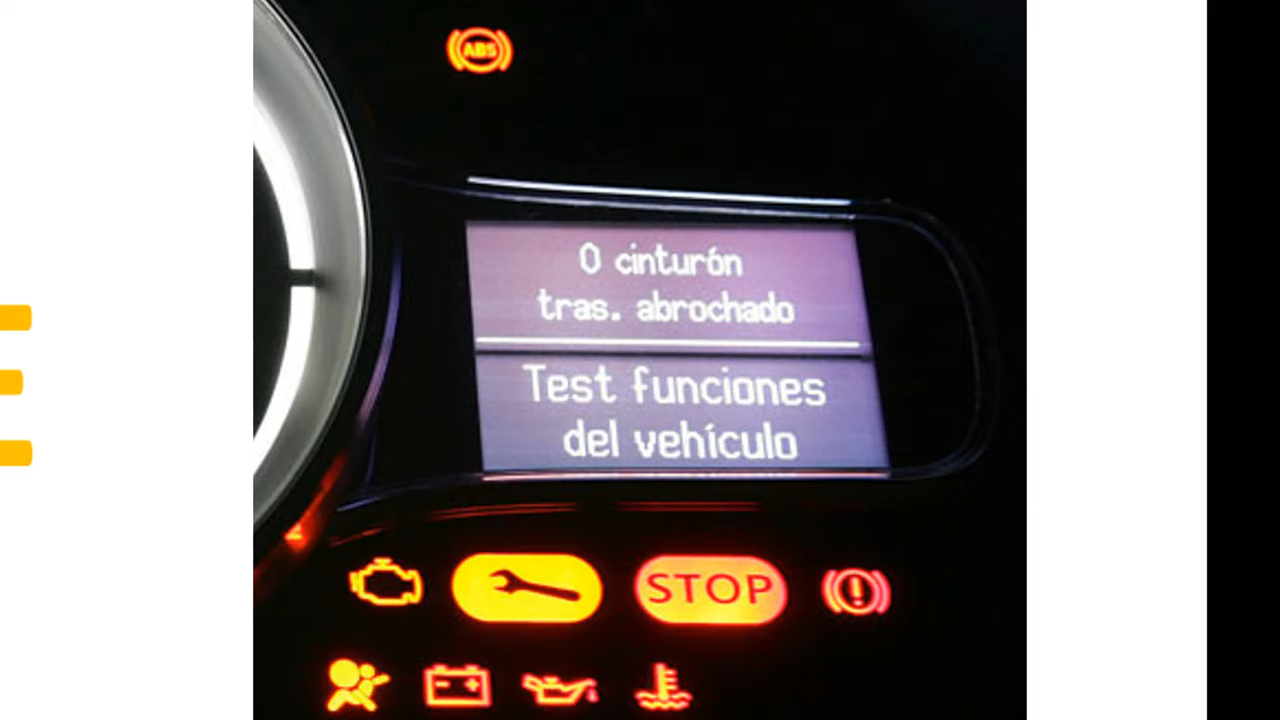 ABS
0 cinturón
tras. abrochado
Test funciones
del vehículo
STOP